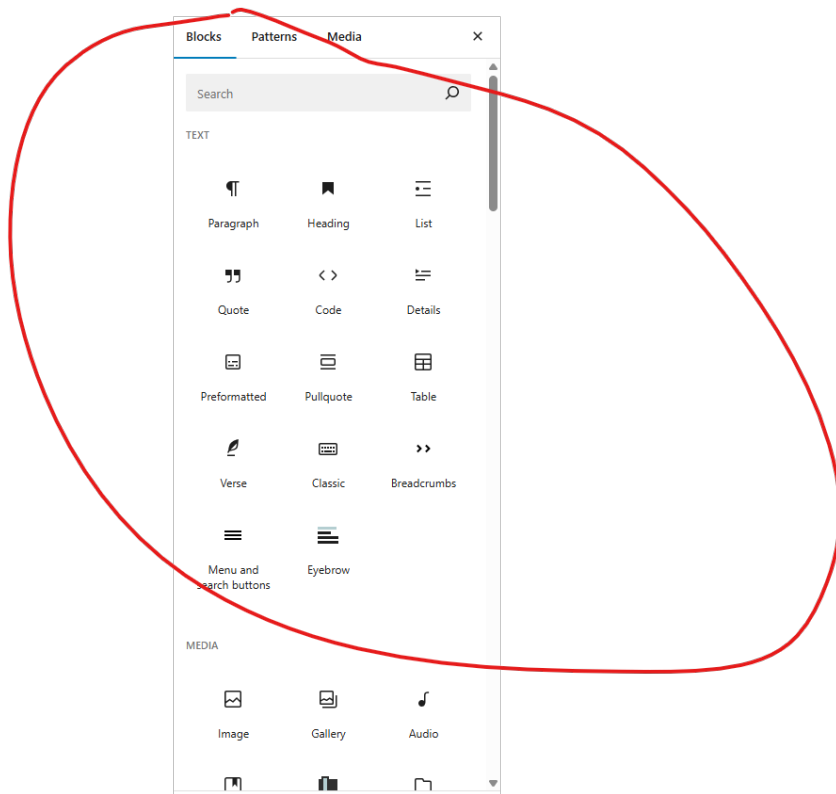 Blocks Patterns Media
Search
TEXT
Paragraph Heading List
Quote Code Details
Preformatted Pullquote Table
Verse Classic Breadcrumbs
Menu and search buttons Eyebrow
MEDIA
Image Gallery Audio